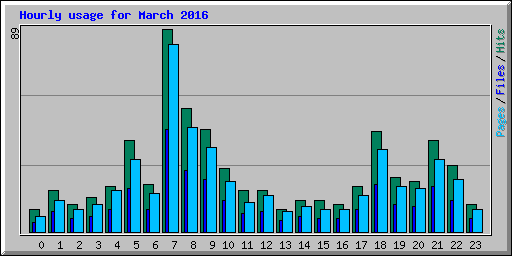 Hourly usage for March 2016
89
Pages / Files / Hits
0 1 2 3 4 5 6 7 8 9 10 11 12 13 14 15 16 17 18 19 20 21 22 23